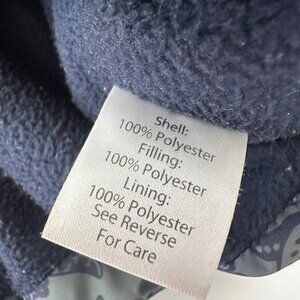 Shell:
100% Polyester
Filling:
100% Polyester
Lining:
100% Polyester
See Reverse
For Care